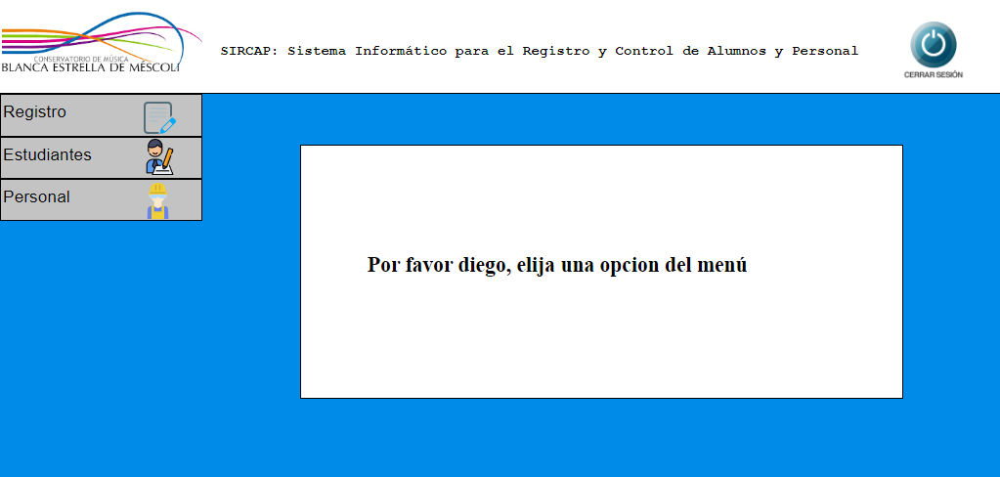 CONSERVATORIO DE MÚSICA
BLANCA ESTRELLA DE MÉSCOLI
SIRCAP: Sistema Informático para el Registro y Control de Alumnos y Personal
CERRAR SESIÓN
Registro
Estudiantes
Personal
Por favor diego, elija una opcion del menú